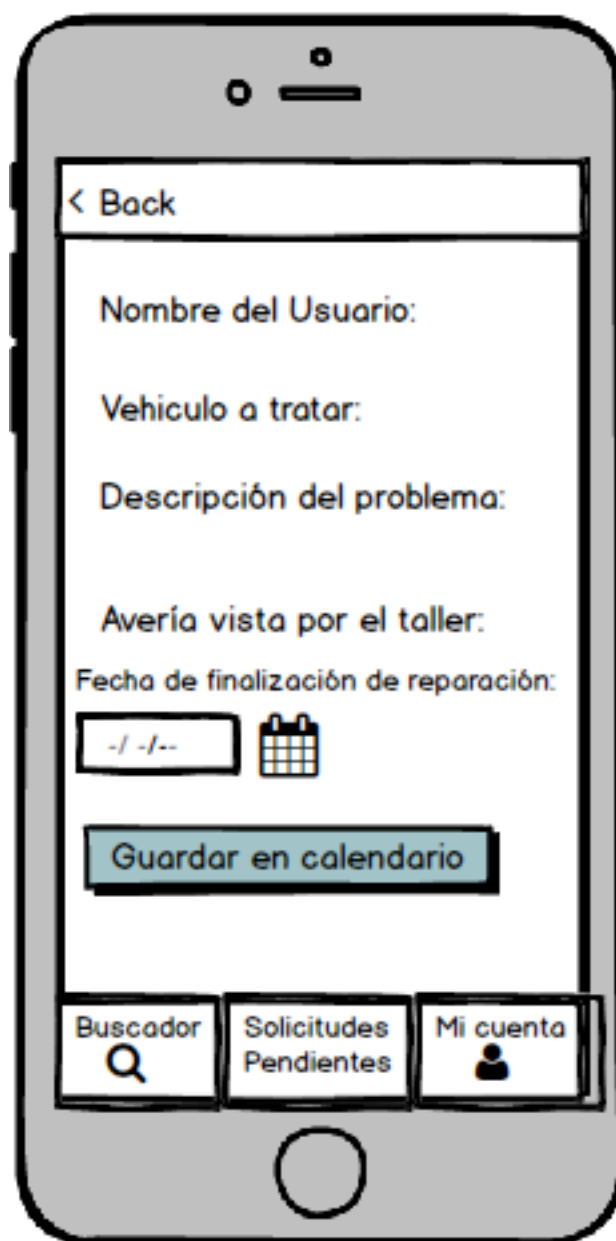 < Back
Nombre del Usuario:
Vehiculo a tratar:
Descripción del problema:
Avería vista por el taller:
Fecha de finalización de reparación:
-/ -/--
Guardar en calendario
Buscador
Solicitudes
Pendientes
Mi cuenta